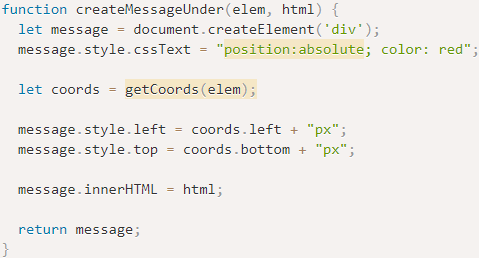 function createMessageUnder(elem, html) {
  let message = document.createElement('div');
  message.style.cssText = "position:absolute; color: red";

  let coords = getCoords(elem);

  message.style.left = coords.left + "px";
  message.style.top = coords.bottom + "px";

  message.innerHTML = html;

  return message;
}